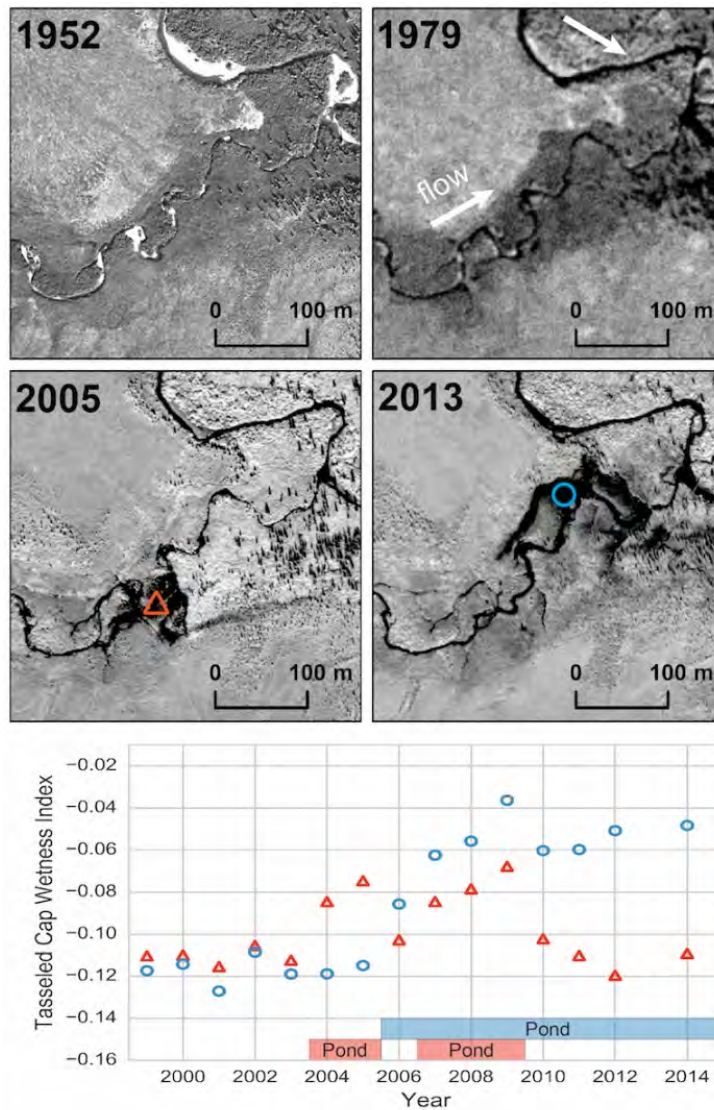 1952
1979
flow
0 100 m
0 100 m
2005
2013
0 100 m
0 100 m
Tasseled Cap Wetness Index
−0.02
−0.04
−0.06
−0.08
−0.10
−0.12
−0.14
−0.16
Pond
Pond
Pond
2000 2002 2004 2006 2008 2010 2012 2014
Year